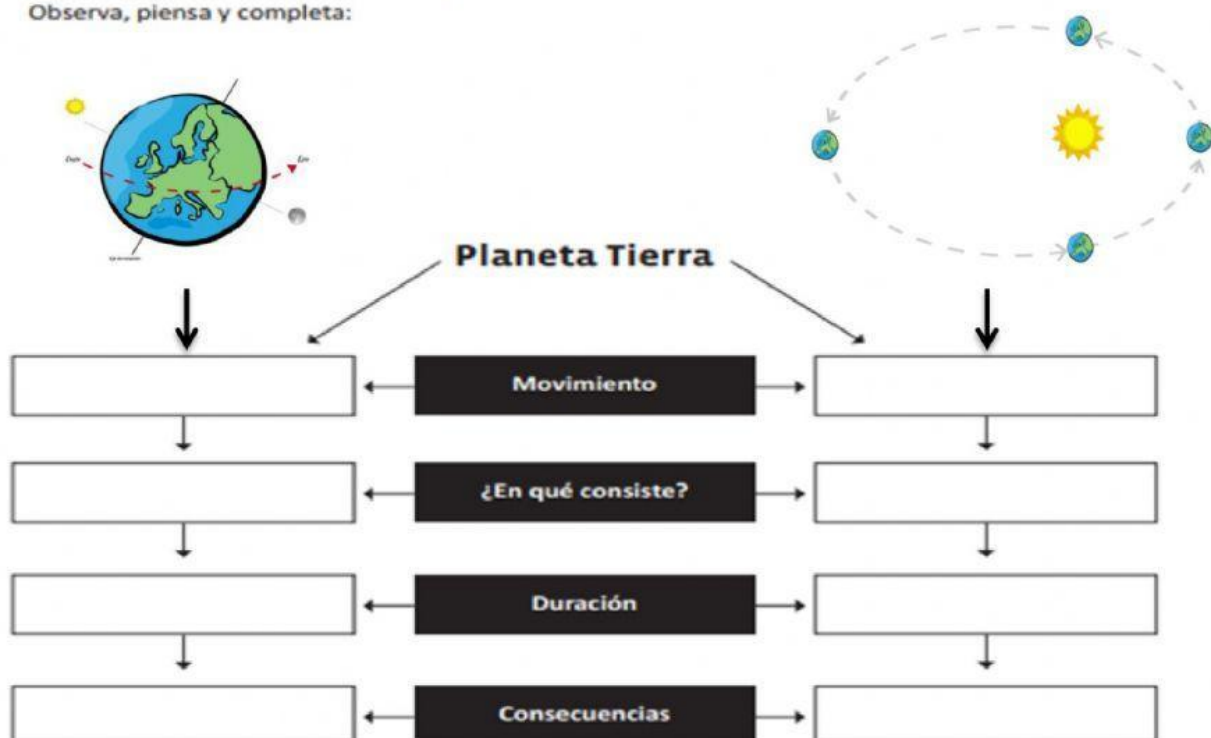 Observa, piensa y completa:
Planeta Tierra
Movimiento
¿En qué consiste?
Duración
Consecuencias